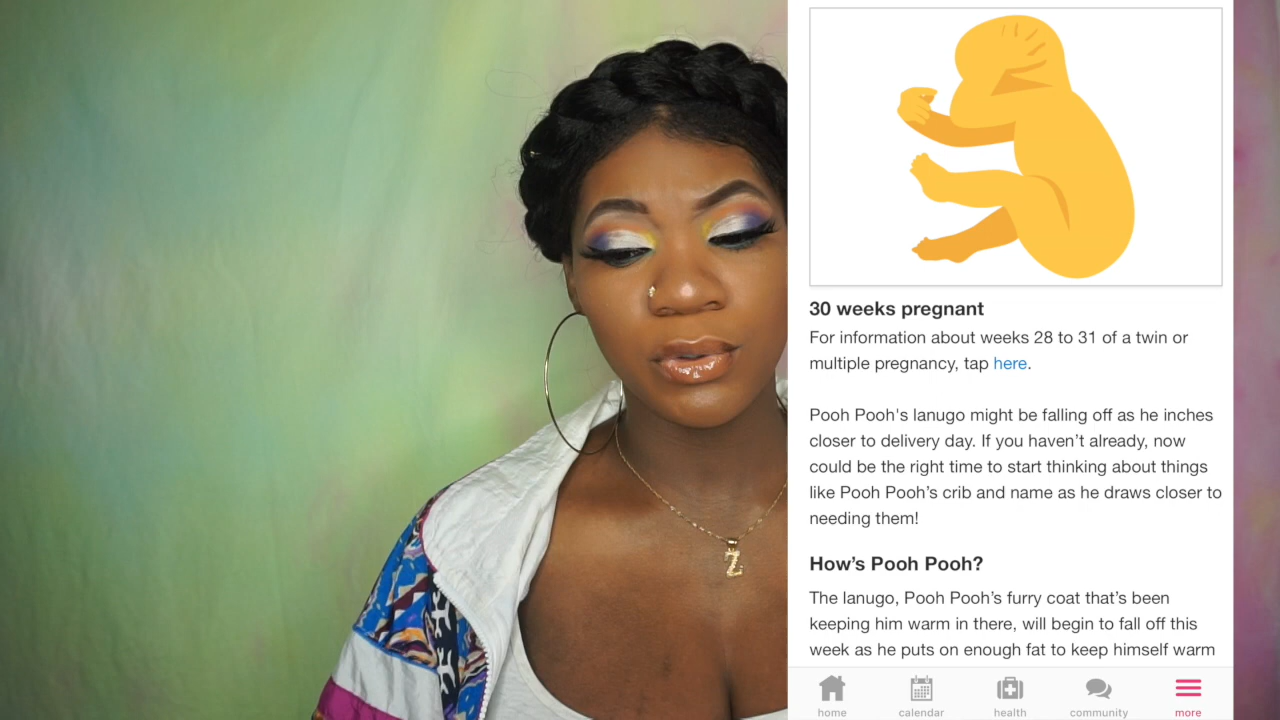 Z
30 weeks pregnant
For information about weeks 28 to 31 of a twin or
multiple pregnancy, tap here.
Pooh Pooh's lanugo might be falling off as he inches
closer to delivery day. If you haven’t already, now
could be the right time to start thinking about things
like Pooh Pooh’s crib and name as he draws closer to
needing them!
How’s Pooh Pooh?
The lanugo, Pooh Pooh’s furry coat that’s been
keeping him warm in there, will begin to fall off this
week as he puts on enough fat to keep himself warm
home calendar health community more